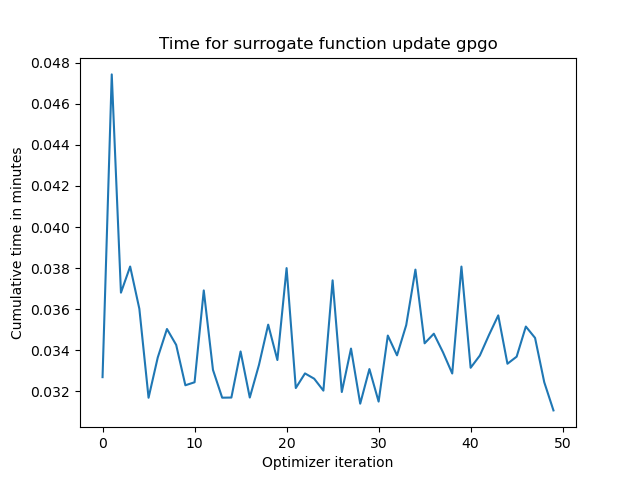 Time for surrogate function update gpgo
0.048
0.046
0.044
0.042
0.040
0.038
0.036
0.034
0.032
Cumulative time in minutes
0 10 20 30 40 50
Optimizer iteration